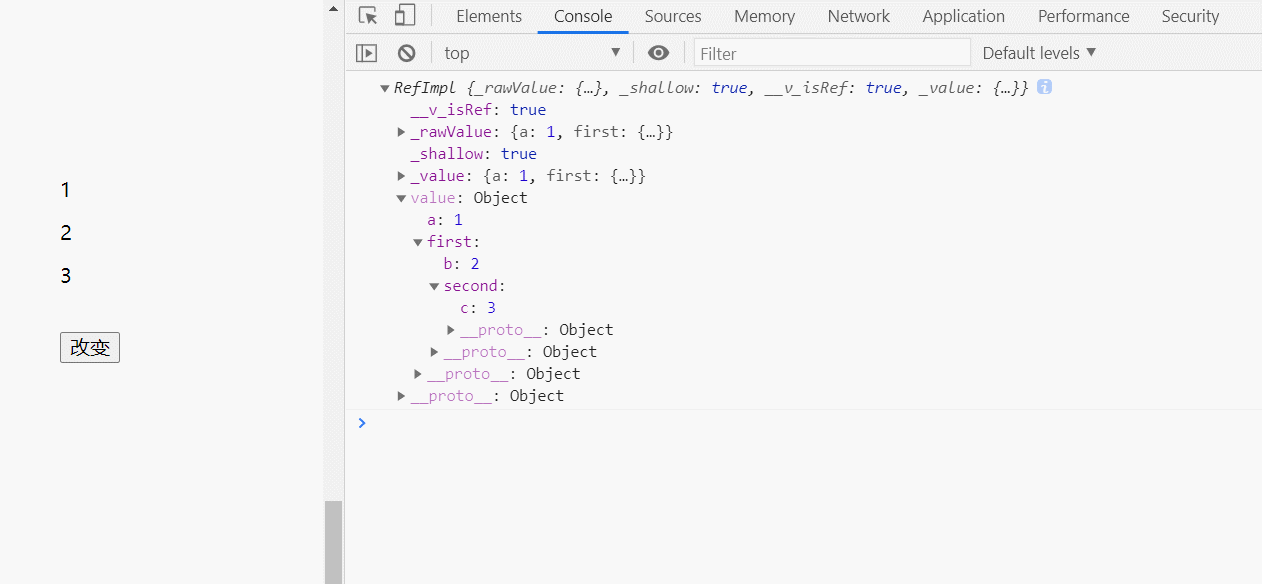 1
2
3
改变
Elements Console Sources Memory Network Application Performance Security
top Filter Default levels
RefImpl {_rawValue: {…}, _shallow: true, __v_isRef: true, _value: {…}} i
__v_isRef: true
_rawValue: {a: 1, first: {…}}
_shallow: true
_value: {a: 1, first: {…}}
value: Object
a: 1
first:
b: 2
second:
c: 3
__proto__: Object
__proto__: Object
__proto__: Object
__proto__: Object